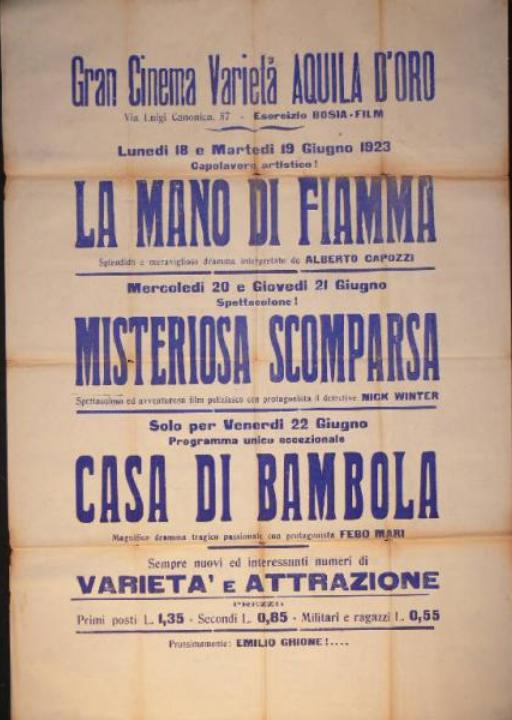 Gran Cinema Varietà AQUILA D'ORO
Via Luigi Canonica, 87 - Esercizio BOSIA-FILM
Lunedì 18 e Martedì 19 Giugno 1923
Capolavoro artistico!
LA MANO DI FIAMMA
Splendido e meraviglioso dramma interpretato da ALBERTO CAPOZZI
Mercoledì 20 e Giovedì 21 Giugno
Spettacolone!
MISTERIOSA SCOMPARSA
Spettacoloso ed avventuroso film poliziesco con protagonista il detective NICK WINTER
Solo per Venerdì 22 Giugno
Programma unico eccezionale
CASA DI BAMBOLA
Magnifico dramma tragico passionale con protagonista FEBO MARI
Sempre nuovi ed interessanti numeri di
VARIETA' E ATTRAZIONE
PREZZI:
Primi posti L. 1,35 - Secondi L. 0,85 - Militari e ragazzi L. 0,55
Prossimamente: EMILIO GHIONE!....